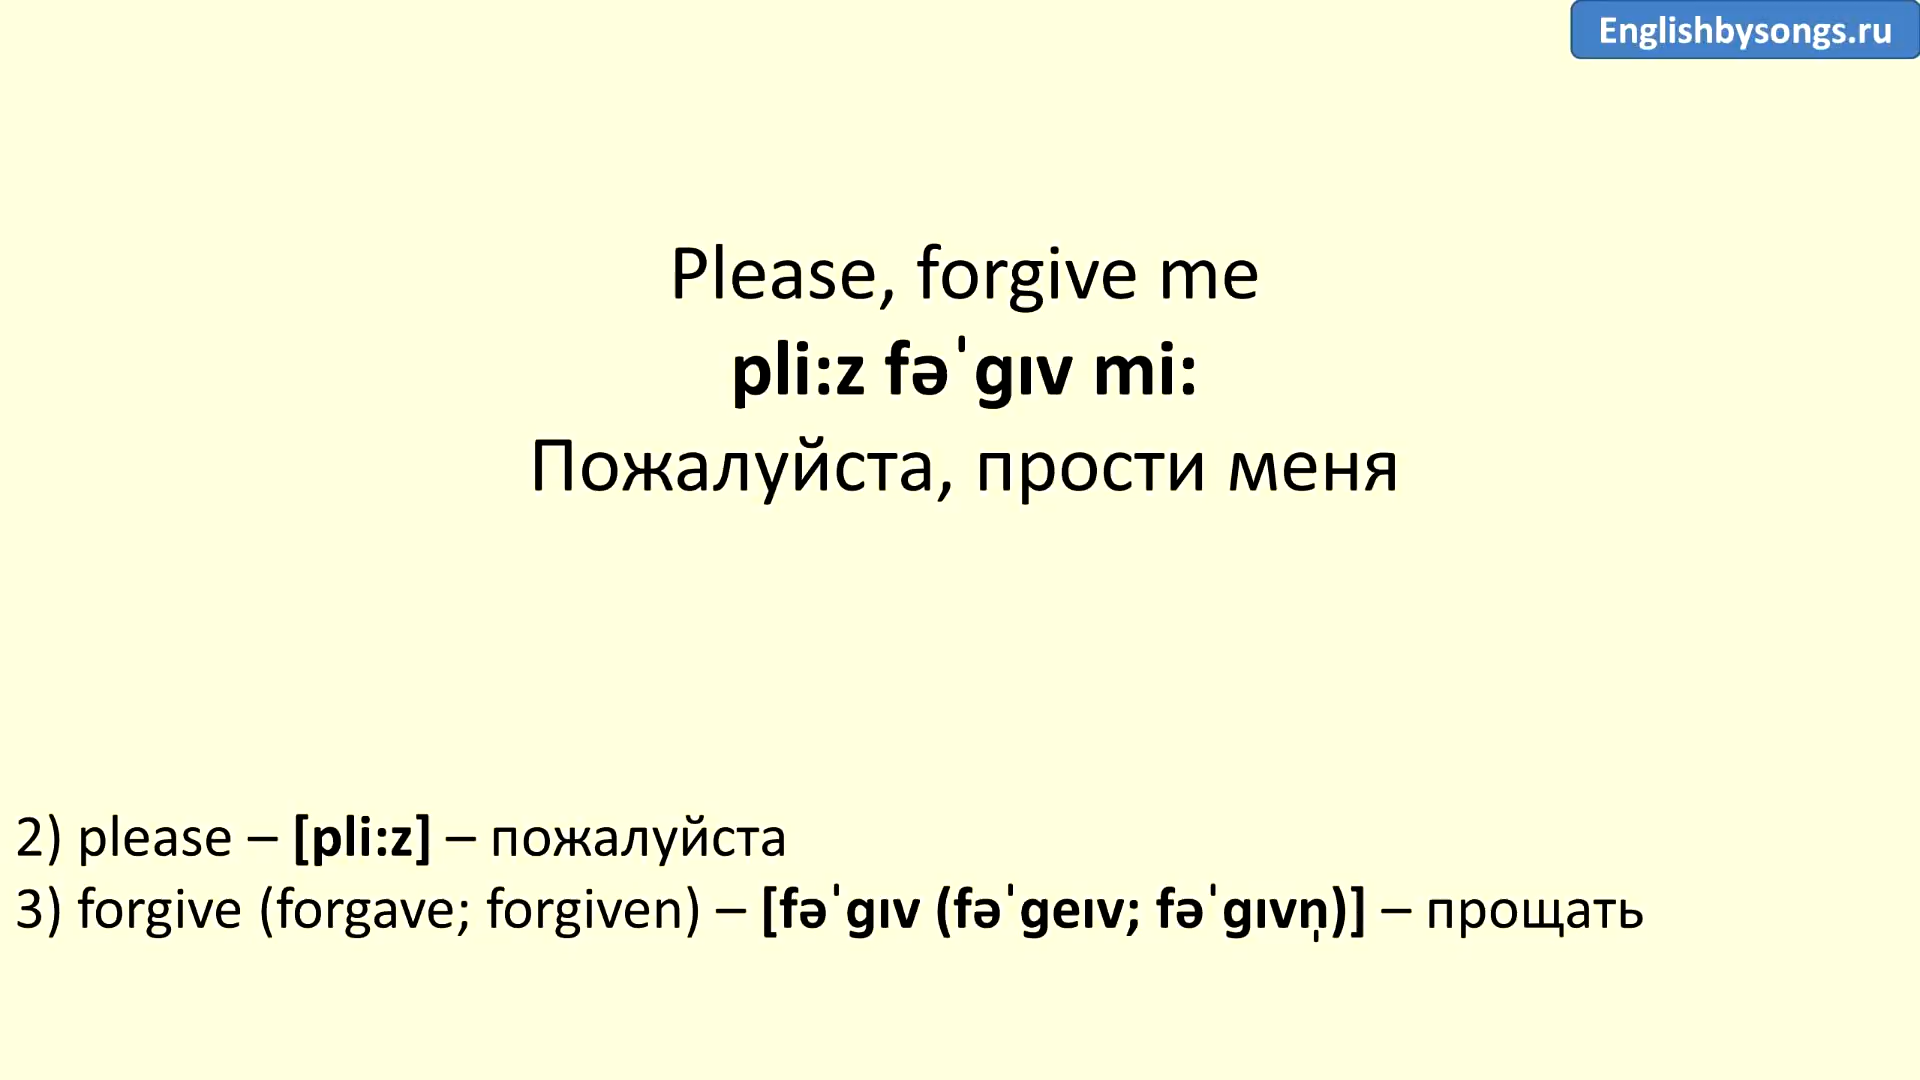 Englishbysongs.ru
Please, forgive me
pli:z fəˈgɪv mi:
Пожалуйста, прости меня
2) please – [pli:z] – пожалуйста
3) forgive (forgave; forgiven) – [fəˈgɪv (fəˈgeɪv; fəˈgɪvn̩)] – прощать